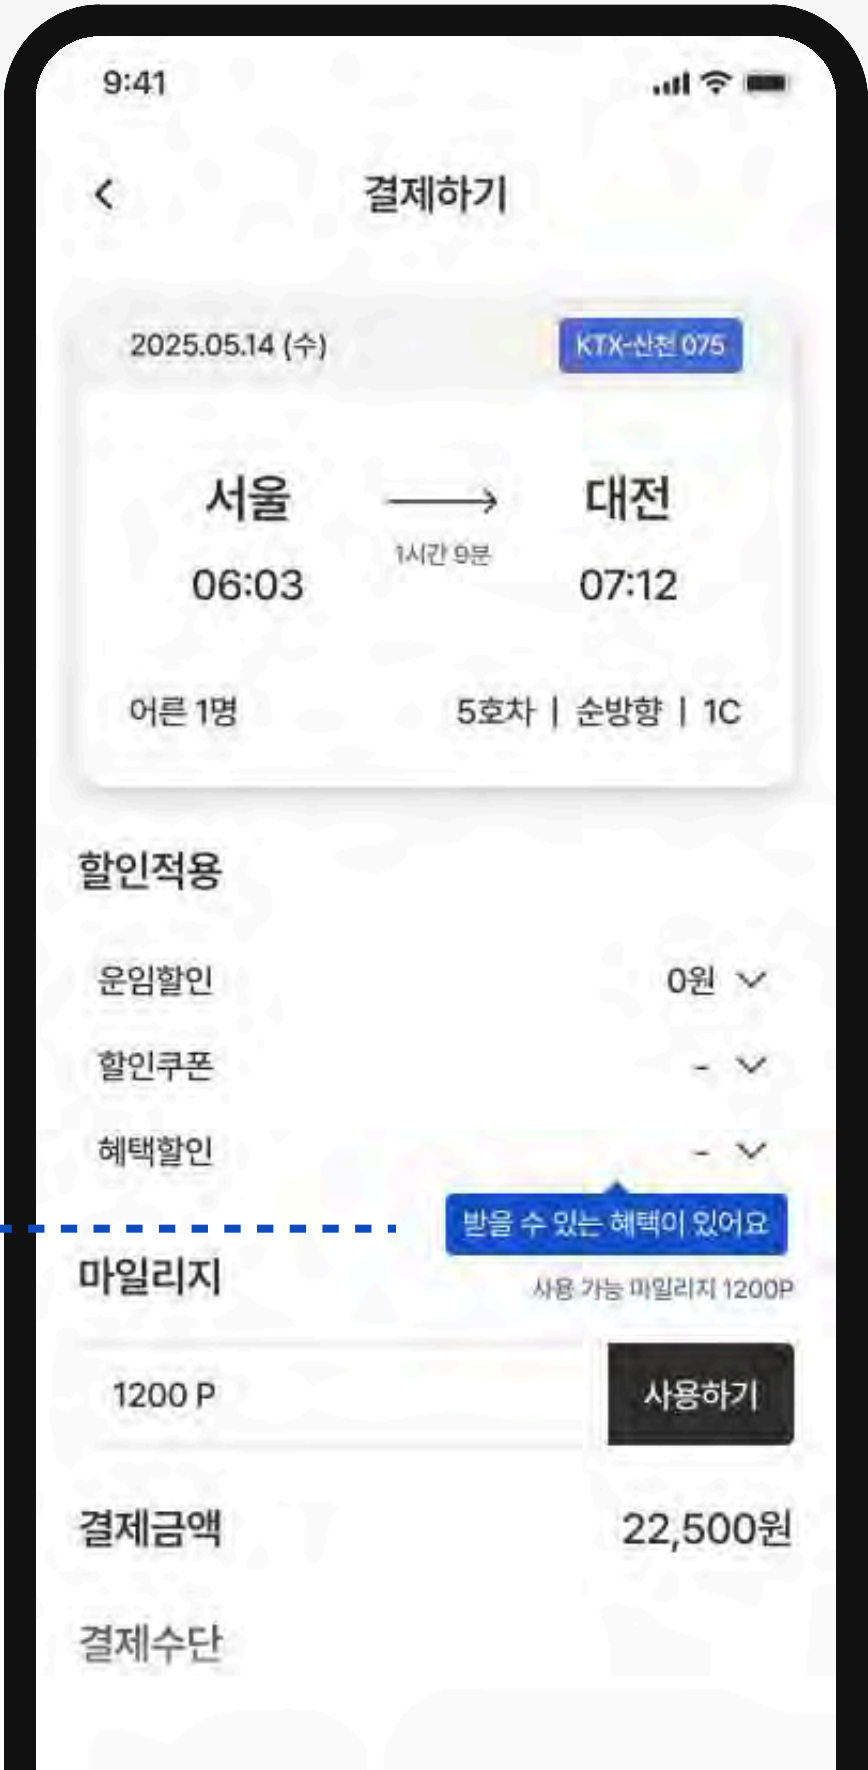 9:41
결제하기
2025.05.14 (수) KTX-산천 075
서울 대전
1시간 9분
06:03 07:12
어른 1명 5호차 | 순방향 | 1C
할인적용
운임할인 0원
할인쿠폰 -
혜택할인 -
받을 수 있는 혜택이 있어요
마일리지 사용 가능 마일리지 1200P
1200 P 사용하기
결제금액 22,500원
결제수단